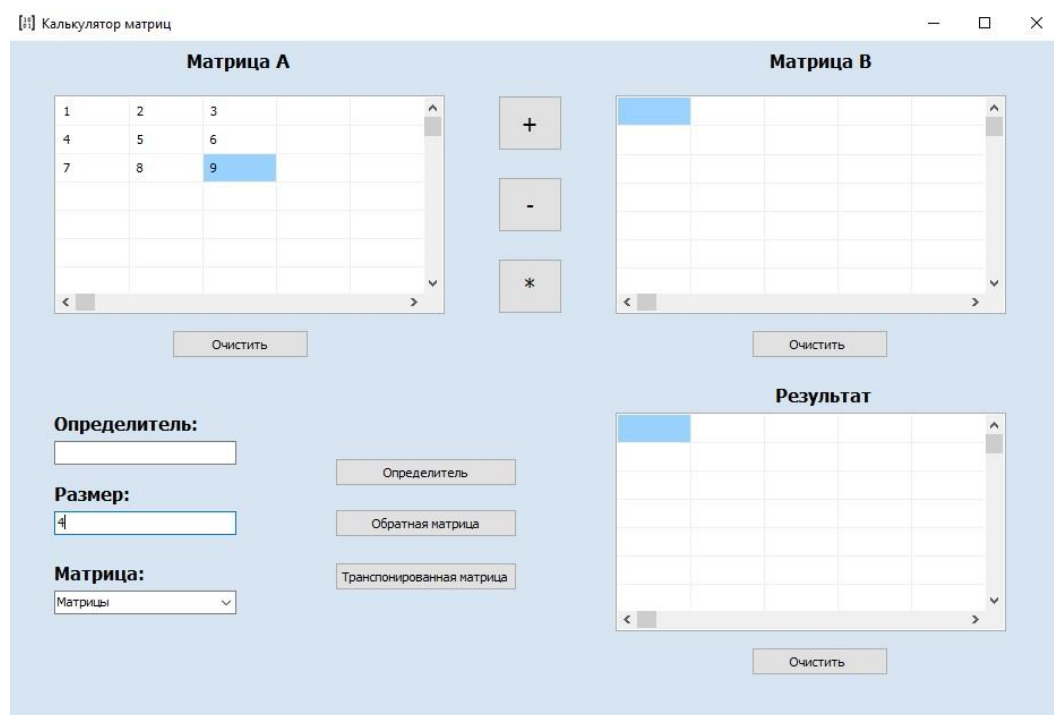 Калькулятор матриц
Матрица А
Матрица В
1 2 3
4 5 6
7 8 9
+
-
*
Очистить
Очистить
Результат
Определитель:
Определитель
Размер:
4
Обратная матрица
Матрица:
Транспонированная матрица
Матрицы
Очистить